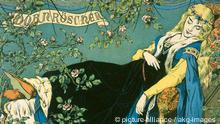 DORNRÖSCHEN
© picture-alliance / akg-images